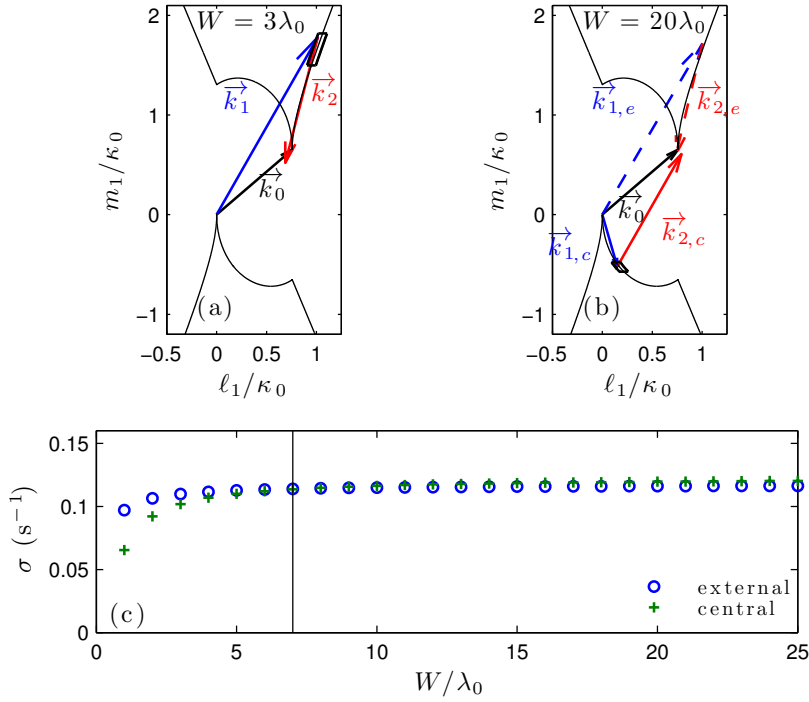 W = 3λ₀
2
1
0
−1
m₁/κ₀
k₁
k₂
k₀
(a)
−0.5 0 0.5 1
ℓ₁/κ₀
W = 20λ₀
2
1
0
−1
m₁/κ₀
k₁,ₑ
k₂,ₑ
k₀
k₁,c
k₂,c
(b)
−0.5 0 0.5 1
ℓ₁/κ₀
0.15
0.1
0.05
0
σ (s⁻¹)
(c)
external
central
0 5 10 15 20 25
W/λ₀